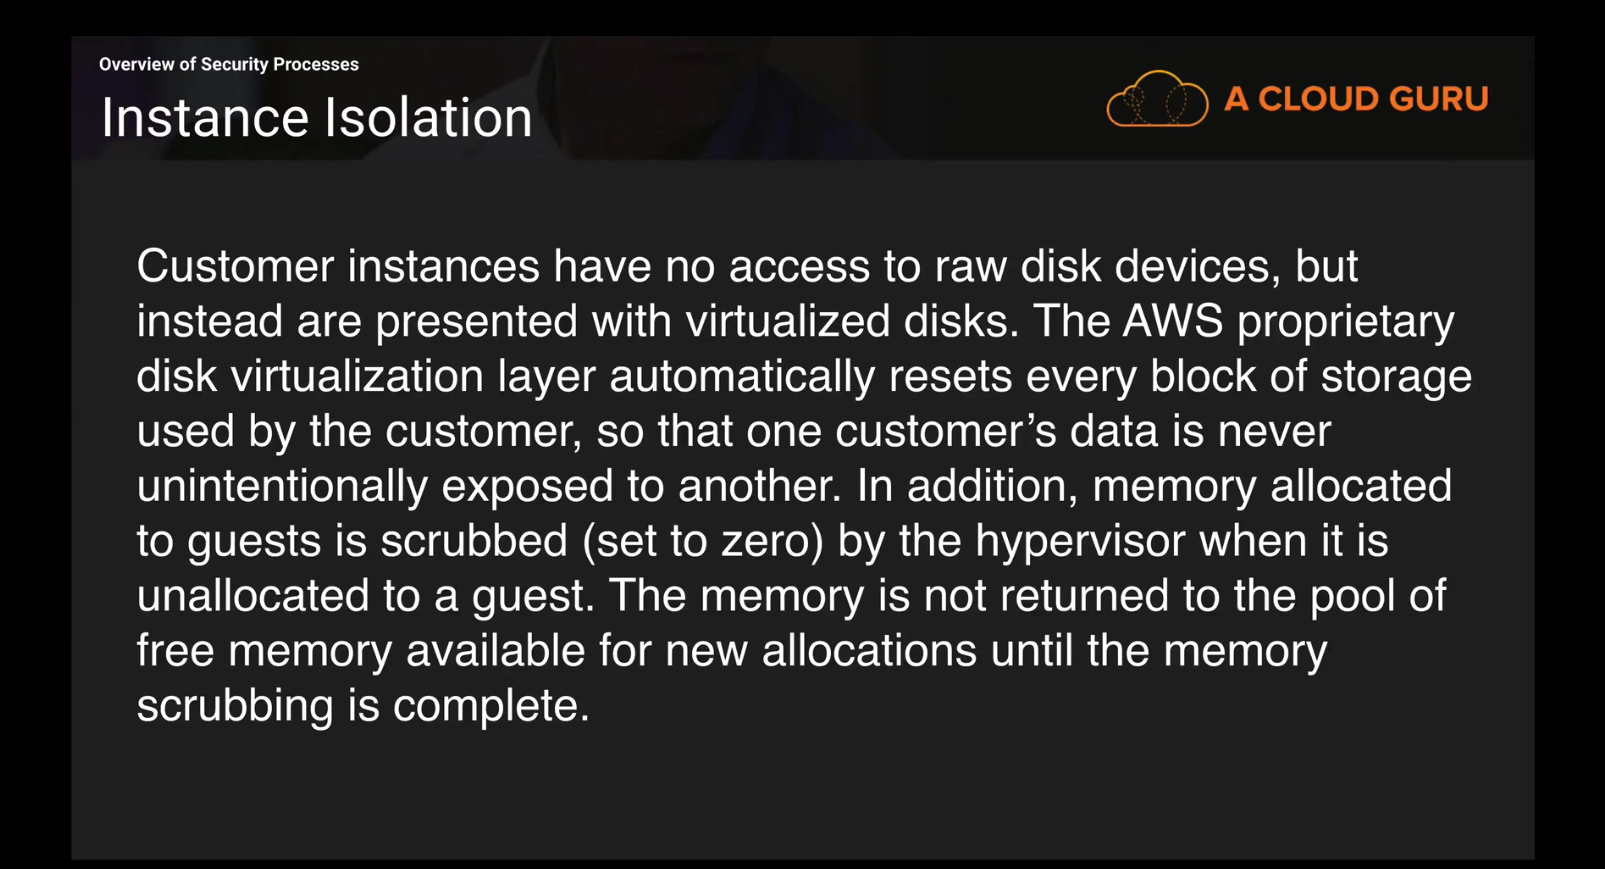 Overview of Security Processes
Instance Isolation
A CLOUD GURU
Customer instances have no access to raw disk devices, but
instead are presented with virtualized disks. The AWS proprietary
disk virtualization layer automatically resets every block of storage
used by the customer, so that one customer’s data is never
unintentionally exposed to another. In addition, memory allocated
to guests is scrubbed (set to zero) by the hypervisor when it is
unallocated to a guest. The memory is not returned to the pool of
free memory available for new allocations until the memory
scrubbing is complete.